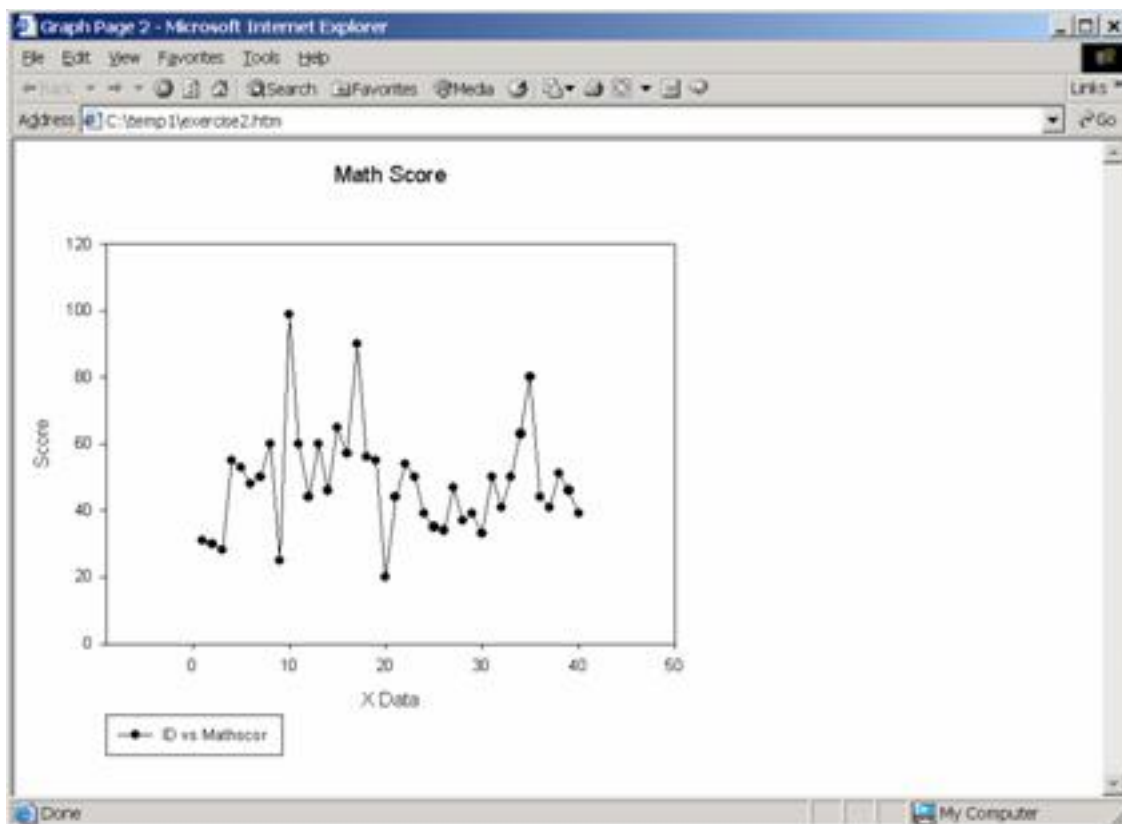 Graph Page 2 - Microsoft Internet Explorer
File Edit View Favorites Tools Help
Search Favorites Media Links »
Address C:\temp1\exercise2.htm Go
Math Score
120
100
80
60
40
20
0
Score
0 10 20 30 40 50
X Data
ID vs Mathscor
Done My Computer